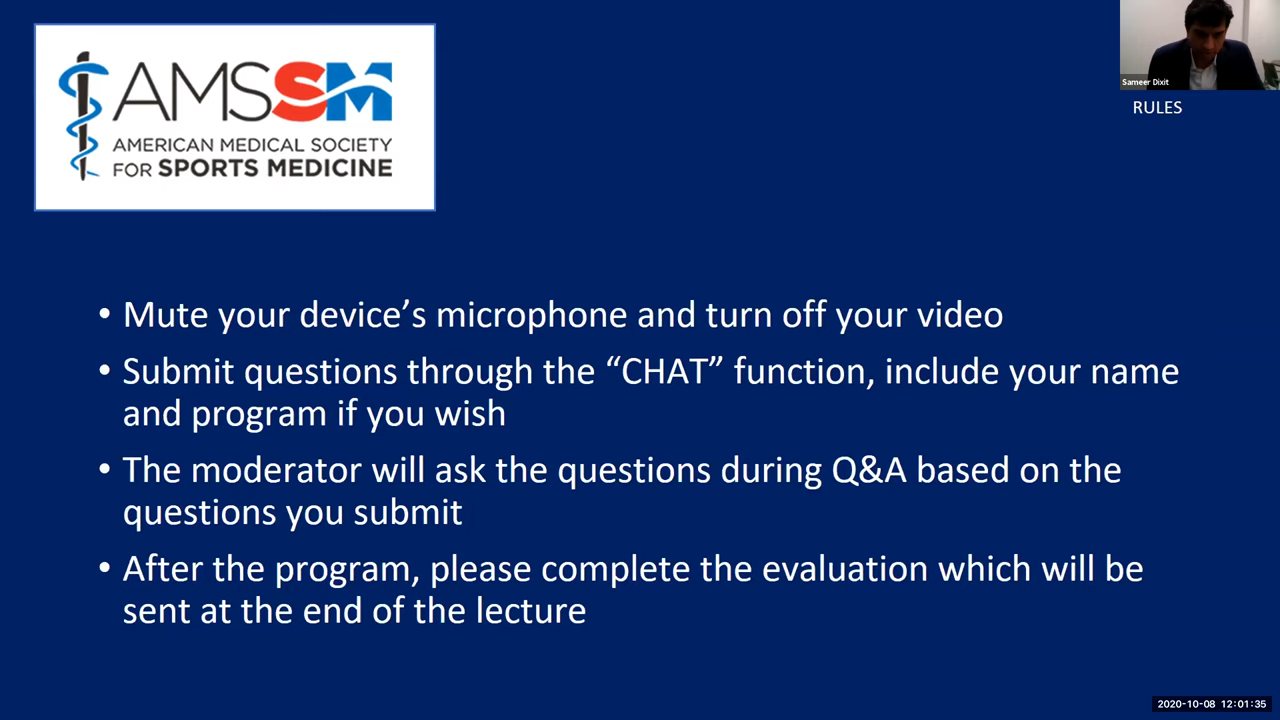 AMSSM
AMERICAN MEDICAL SOCIETY
FOR SPORTS MEDICINE
Sameer Dixit
RULES
• Mute your device’s microphone and turn off your video
• Submit questions through the “CHAT” function, include your name
and program if you wish
• The moderator will ask the questions during Q&A based on the
questions you submit
• After the program, please complete the evaluation which will be
sent at the end of the lecture
2020-10-08 12:01:35